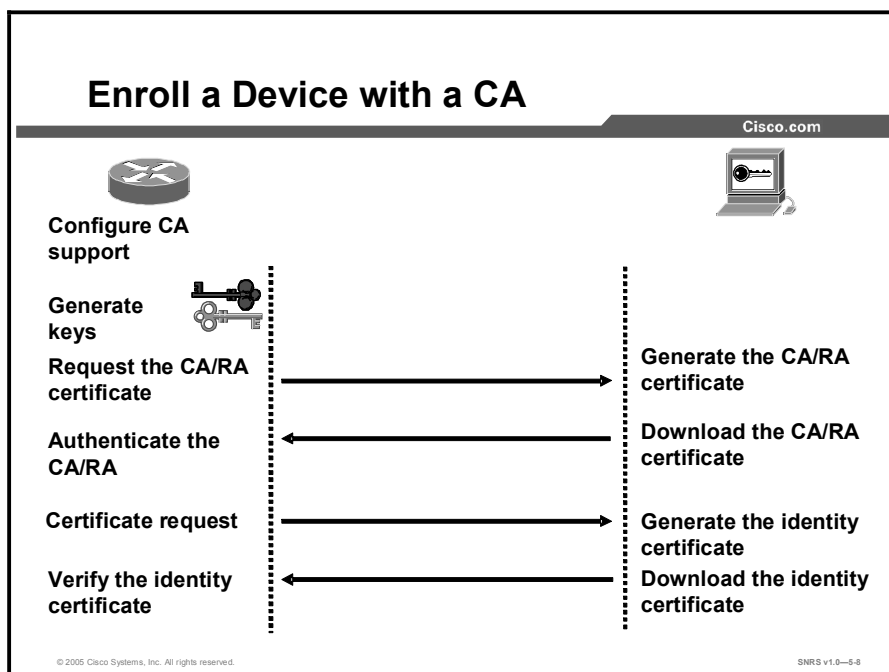 Enroll a Device with a CA
Cisco.com
Configure CA
support
Generate
keys
Request the CA/RA
certificate
Generate the CA/RA
certificate
Authenticate the
CA/RA
Download the CA/RA
certificate
Certificate request
Generate the identity
certificate
Verify the identity
certificate
Download the identity
certificate
© 2005 Cisco Systems, Inc. All rights reserved.
SNRS v1.0—5-8